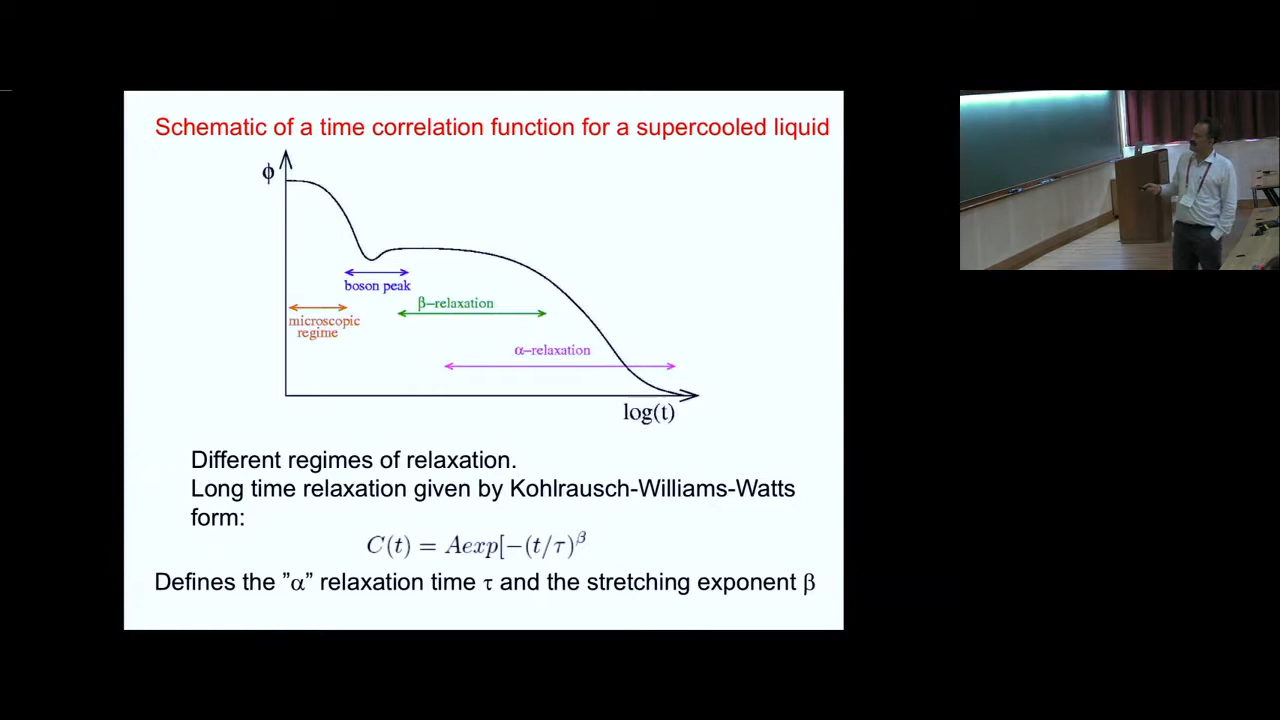 Schematic of a time correlation function for a supercooled liquid
ϕ
boson peak
β–relaxation
microscopic
regime
α–relaxation
log(t)
Different regimes of relaxation.
Long time relaxation given by Kohlrausch-Williams-Watts
form:
C(t) = Aexp[−(t/τ)^β
Defines the ”α” relaxation time τ and the stretching exponent β